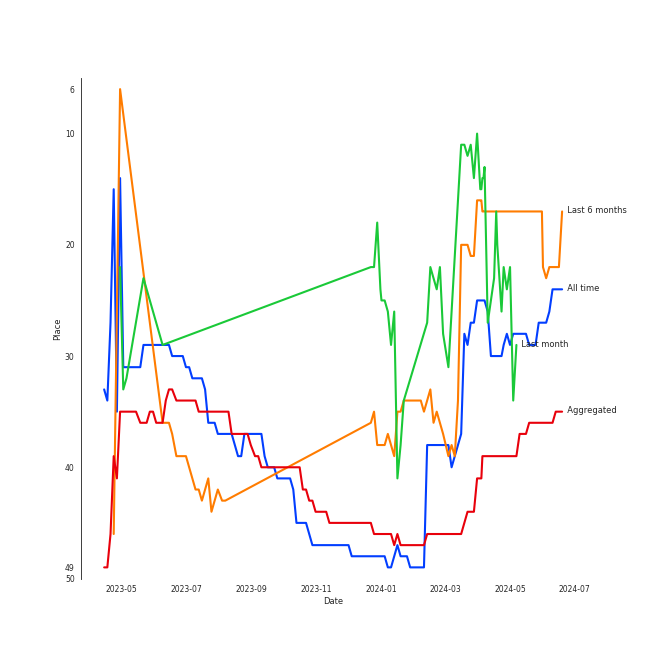 6
10
20
30
40
49
50
Place
Last 6 months
All time
Last month
Aggregated
2023-05
2023-07
2023-09
2023-11
2024-01
2024-03
2024-05
2024-07
Date